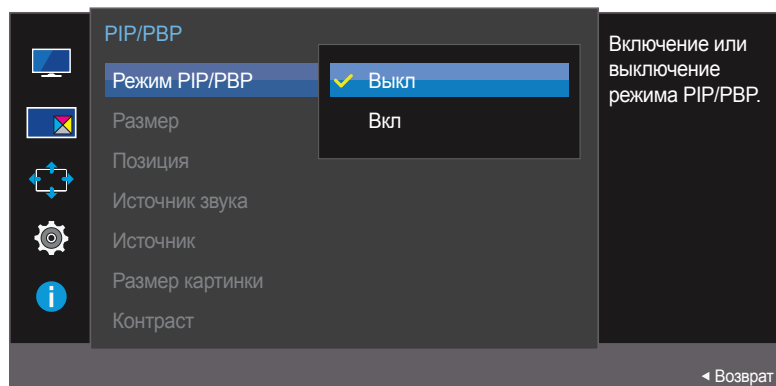 PIP/PBP
Режим PIP/PBP
Выкл
Вкл
Размер
Позиция
Источник звука
Источник
Размер картинки
Контраст
Включение или
выключение
режима PIP/PBP.
Возврат